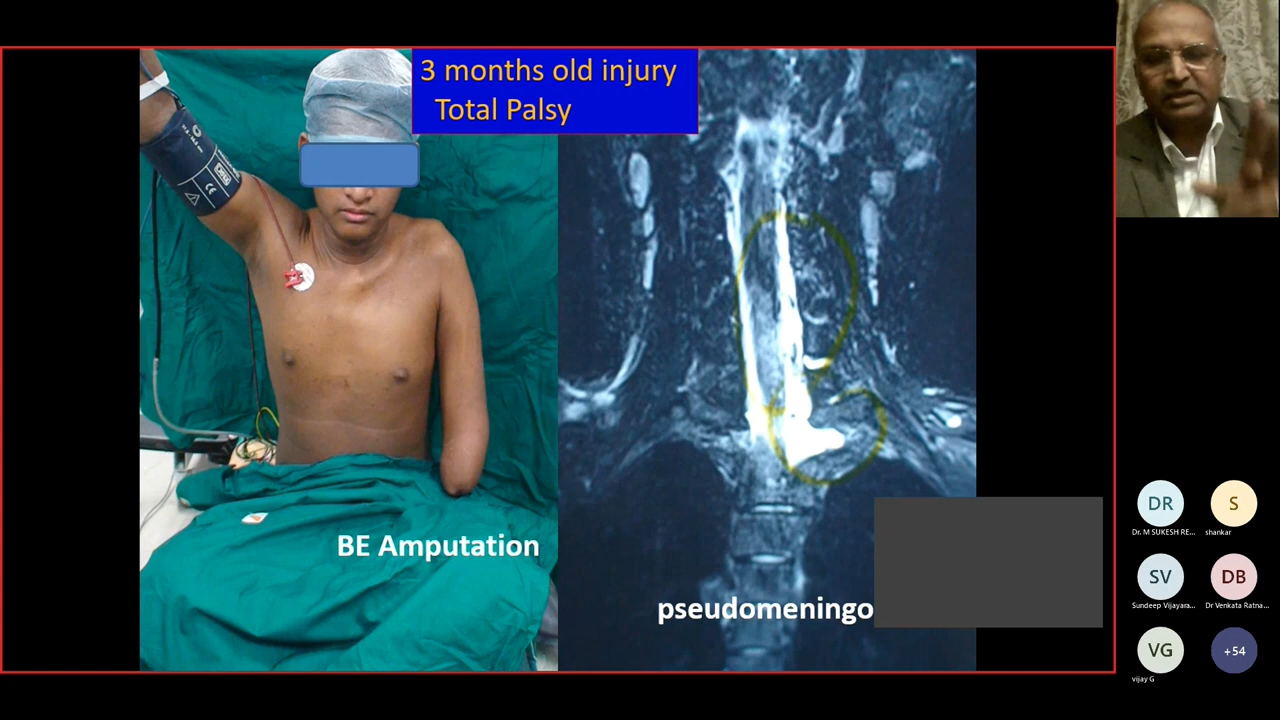 3 months old injury
Total Palsy
BE Amputation
pseudomeningo
DR
S
Dr. M SUKESH RE...
shankar
SV
DB
Sundeep Vijayara...
Dr Venkata Ratna...
VG
+54
vijay G